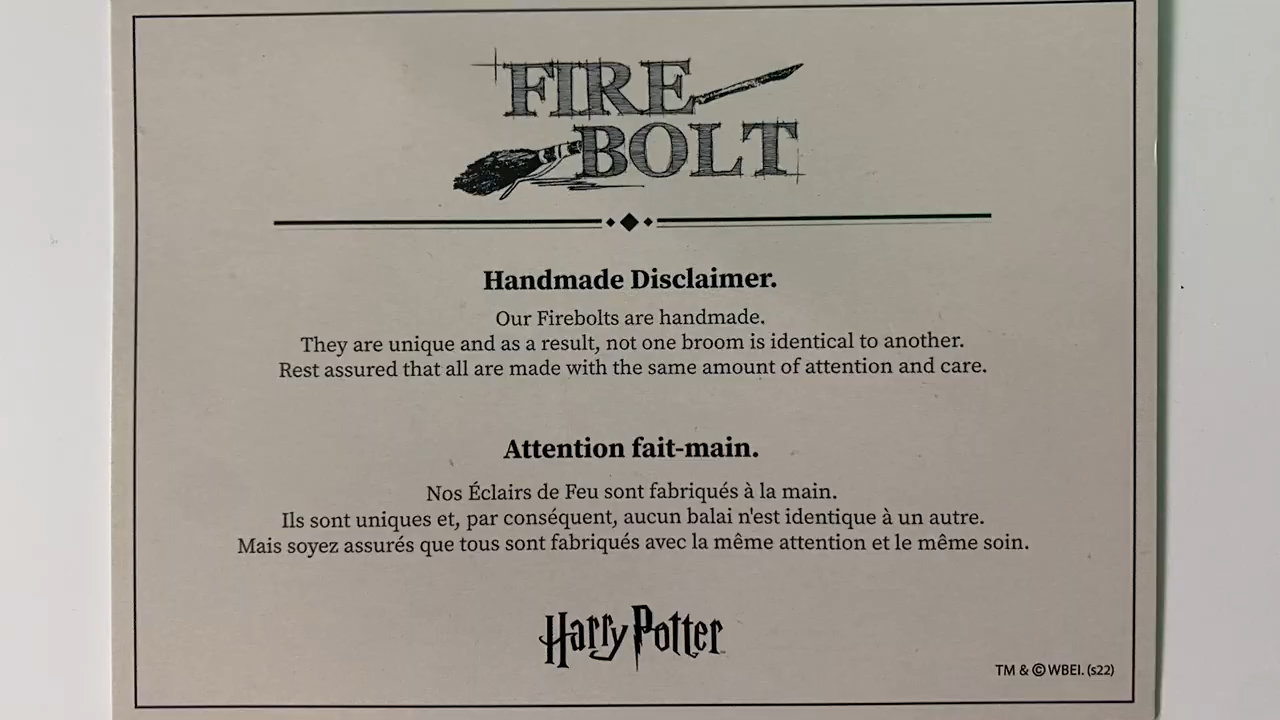 FIRE
BOLT
Handmade Disclaimer.
Our Firebolts are handmade.
They are unique and as a result, not one broom is identical to another.
Rest assured that all are made with the same amount of attention and care.
Attention fait-main.
Nos Éclairs de Feu sont fabriqués à la main.
Ils sont uniques et, par conséquent, aucun balai n'est identique à un autre.
Mais soyez assurés que tous sont fabriqués avec la même attention et le même soin.
Harry Potter
TM & © WBEI. (s22)